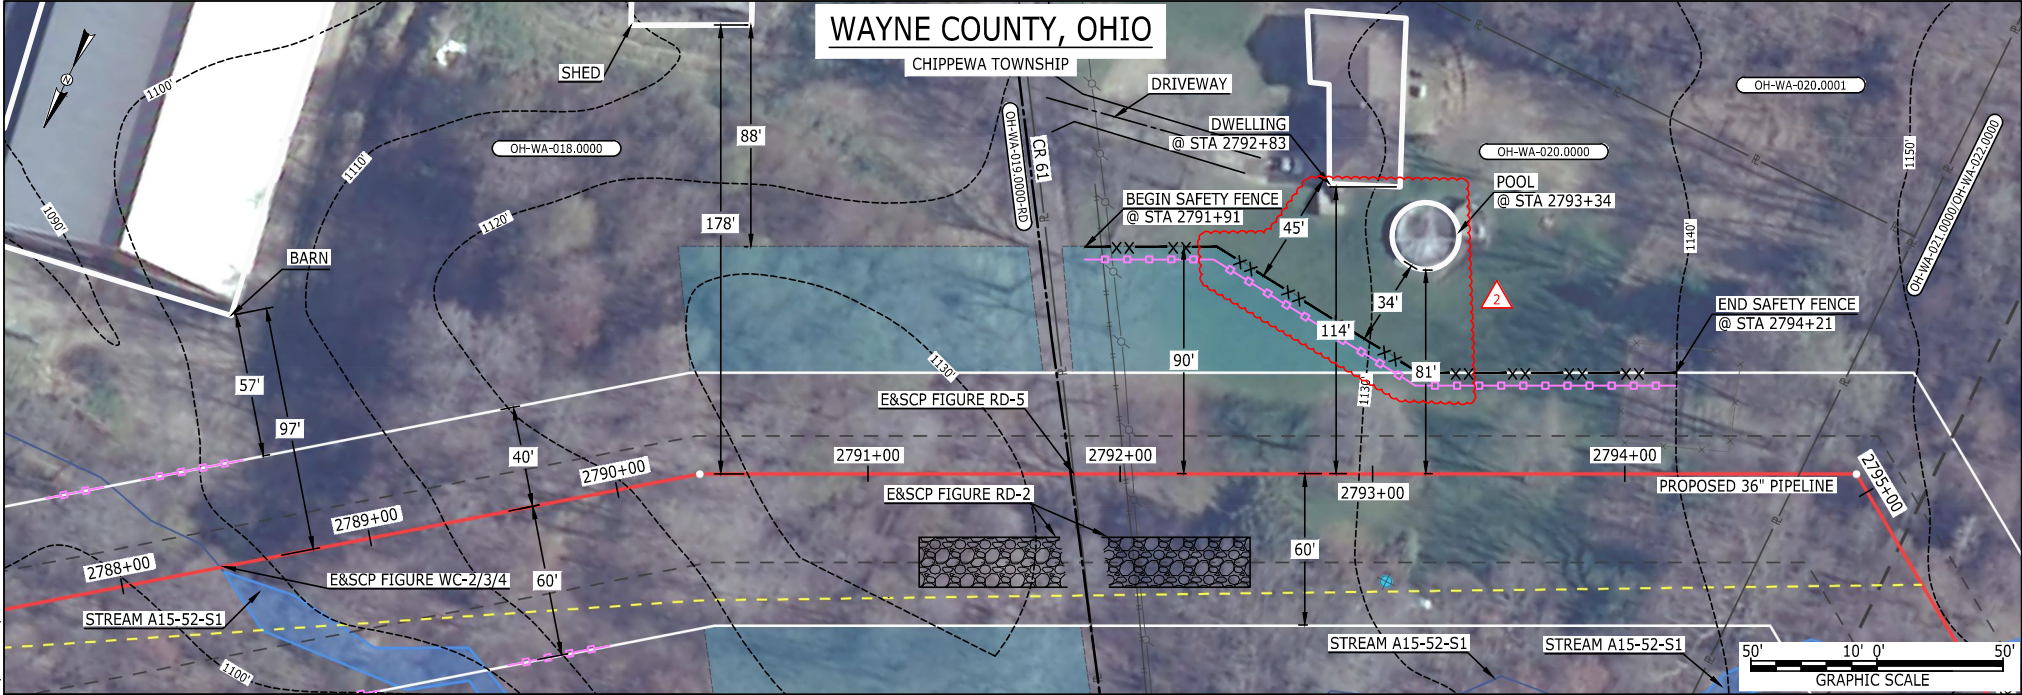 WAYNE COUNTY, OHIO
CHIPPEWA TOWNSHIP
N
1100'
SHED
88'
DRIVEWAY
OH-WA-020.0001
DWELLING
@ STA 2792+83
OH-WA-018.0000
OH-WA-019.0000-RD
CR 61
1110'
OH-WA-020.0000
1150'
OH-WA-021.0000/OH-WA-022.0000
POOL
@ STA 2793+34
BEGIN SAFETY FENCE
@ STA 2791+91
1090'
1120'
178'
45'
1140'
BARN
34'
2
END SAFETY FENCE
@ STA 2794+21
114'
90'
1130'
81'
57'
1130'
E&SCP FIGURE RD-5
97'
40'
2790+00
2791+00
2792+00
2794+00
2795+00
E&SCP FIGURE RD-2
2793+00
PROPOSED 36" PIPELINE
2789+00
2788+00
60'
E&SCP FIGURE WC-2/3/4
60'
STREAM A15-52-S1
STREAM A15-52-S1
STREAM A15-52-S1
1100'
50' 10' 0' 50'
GRAPHIC SCALE